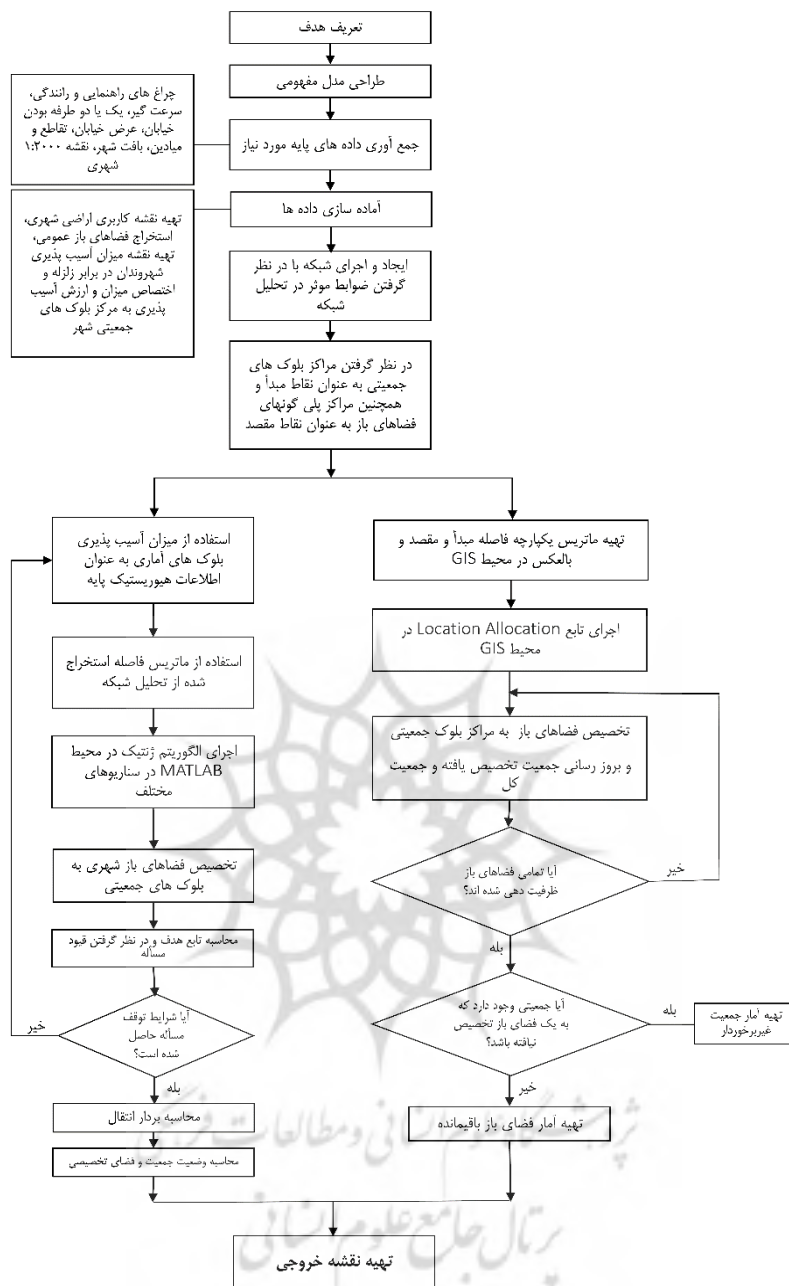 تعریف هدف
طراحی مدل مفهومی
جمع آوری داده های پایه مورد نیاز
چراغ های راهنمایی و رانندگی،
سرعت گیر، یک یا دو طرفه بودن
خیابان، عرض خیابان، تقاطع و
میادین، بافت شهر، نقشه ۱:۲۰۰۰
شهری
آماده سازی داده ها
تهیه نقشه کاربری اراضی شهری،
استخراج فضاهای باز عمومی،
تهیه نقشه میزان آسیب پذیری
شهروندان در برابر زلزله و
اختصاص میزان و ارزش آسیب
پذیری به مرکز بلوک های
جمعیتی شهر
ایجاد و اجرای شبکه با در نظر
گرفتن ضوابط موثر در تحلیل
شبکه
در نظر گرفتن مراکز بلوک های
جمعیتی به عنوان نقاط مبدأ و
همچنین مراکز پلی گونهای
فضاهای باز به عنوان نقاط مقصد
تهیه ماتریس یکپارچه فاصله مبدأ و مقصد و
بالعکس در محیط GIS
اجرای تابع Location Allocation در
محیط GIS
تخصیص فضاهای باز به مراکز بلوک جمعیتی
و بروز رسانی جمعیت تخصیص یافته و جمعیت
کل
آیا تمامی فضاهای باز
ظرفیت دهی شده اند؟
خیر
بله
آیا جمعیتی وجود دارد که
به یک فضای باز تخصیص
نیافته باشد؟
بله
تهیه آمار جمعیت
غیربرخوردار
خیر
تهیه آمار فضای باز باقیمانده
استفاده از میزان آسیب پذیری
بلوک های آماری به عنوان
اطلاعات هیوریستیک پایه
استفاده از ماتریس فاصله استخراج
شده از تحلیل شبکه
اجرای الگوریتم ژنتیک در محیط
MATLAB در سناریوهای
مختلف
تخصیص فضاهای باز شهری به
بلوک های جمعیتی
محاسبه تابع هدف و در نظر گرفتن قیود
مسأله
آیا شرایط توقف
مسأله حاصل
شده است؟
خیر
بله
محاسبه بردار انتقال
محاسبه وضعیت جمعیت و فضای تخصیصی
تهیه نقشه خروجی
پژوهشگاه علوم انسانی و مطالعات فرهنگی
پرتال جامع علوم انسانی